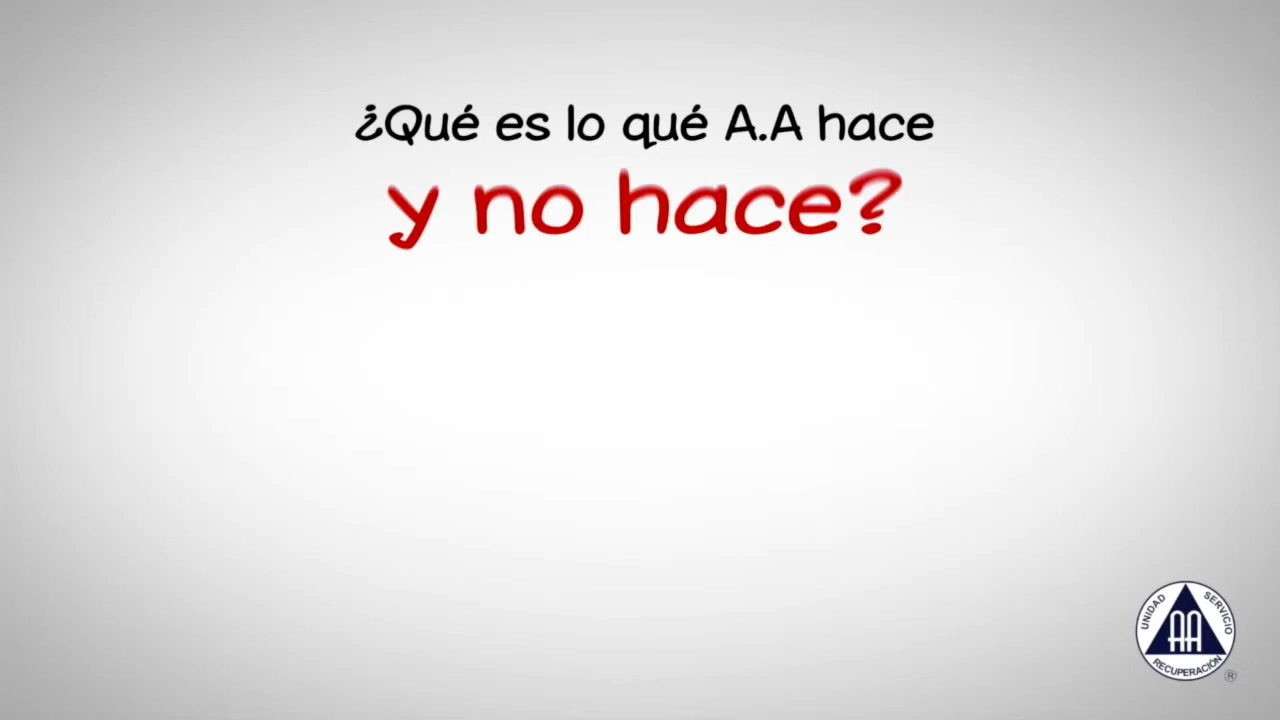 ¿Qué es lo qué A.A hace
y no hace?
UNIDAD
SERVICIO
AA
RECUPERACIÓN
®